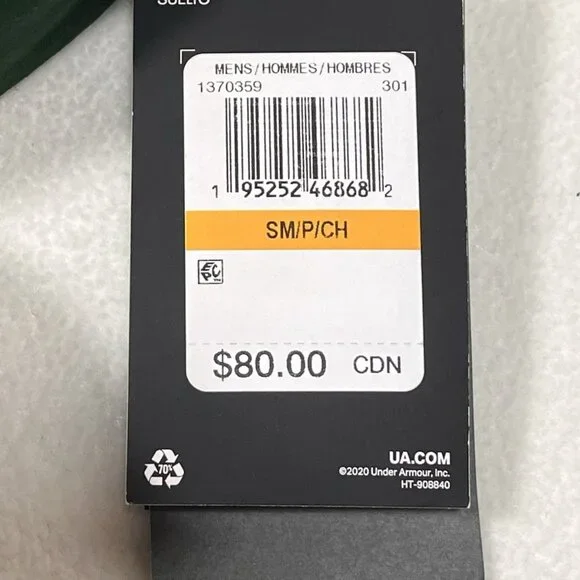 MENS/HOMMES/HOMBRES
1370359 301
1 95252 46868 2
SM/P/CH
EPC
$80.00 CDN
70%
UA.COM
©2020 Under Armour, Inc.
HT-908840